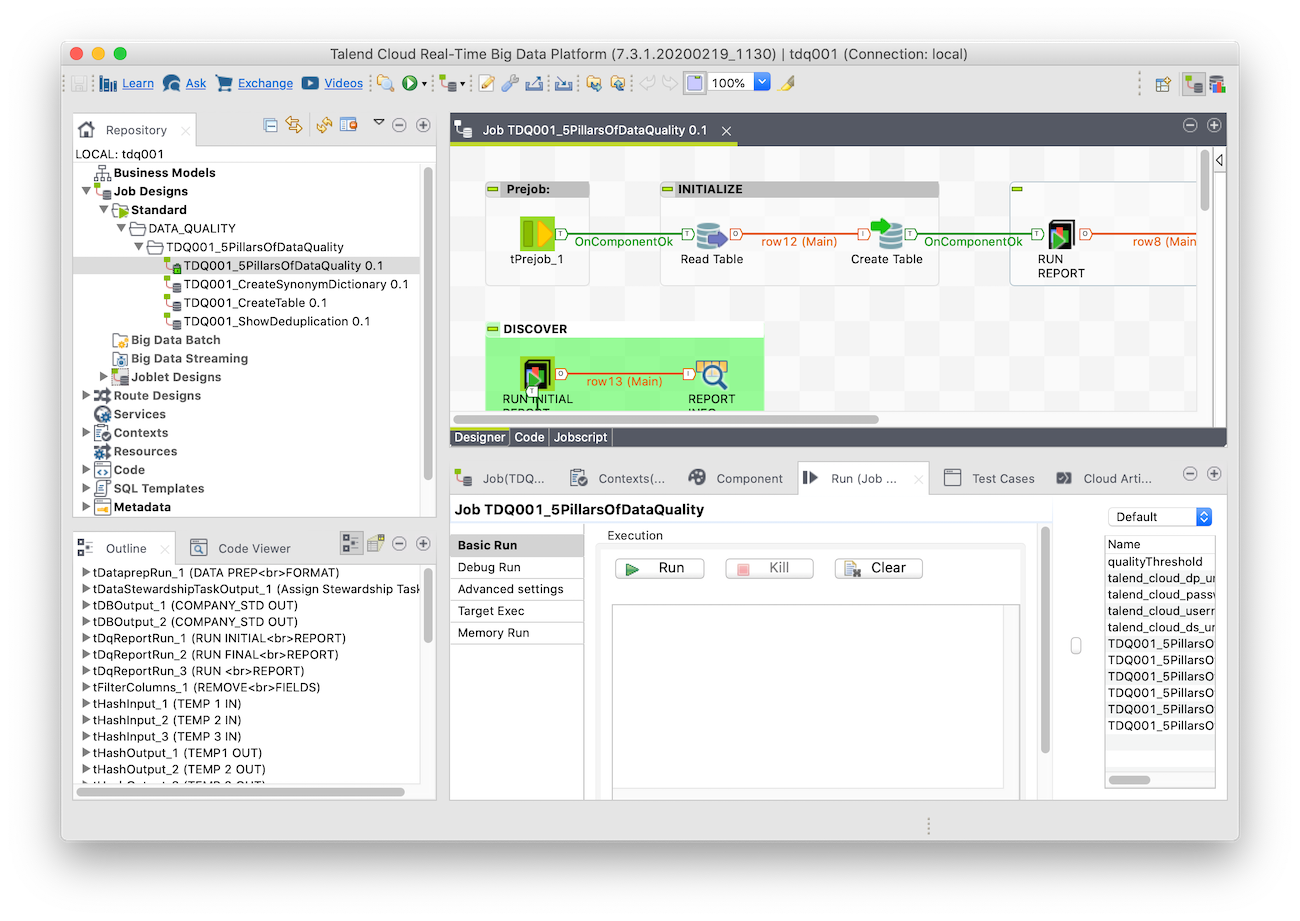 Talend Cloud Real-Time Big Data Platform (7.3.1.20200219_1130) | tdq001 (Connection: local)
Learn Ask Exchange Videos 100%
Repository
LOCAL: tdq001
Business Models
Job Designs
Standard
DATA_QUALITY
TDQ001_5PillarsOfDataQuality
TDQ001_5PillarsOfDataQuality 0.1
TDQ001_CreateSynonymDictionary 0.1
TDQ001_CreateTable 0.1
TDQ001_ShowDeduplication 0.1
Big Data Batch
Big Data Streaming
Joblet Designs
Route Designs
Services
Contexts
Resources
Code
SQL Templates
Metadata
Job TDQ001_5PillarsOfDataQuality 0.1
Prejob:
INITIALIZE
T T O I T T O
OnComponentOk
row12 (Main)
OnComponentOk
row8 (Main
tPrejob_1
Read Table
Create Table
RUN
REPORT
DISCOVER
O I
row13 (Main)
T
RUN INITIAL
REPORT
REPORT
INFO
Designer Code Jobscript
Outline
Code Viewer
tDataprepRun_1 (DATA PREP<br>FORMAT)
tDataStewardshipTaskOutput_1 (Assign Stewardship Task
tDBOutput_1 (COMPANY_STD OUT)
tDBOutput_2 (COMPANY_STD OUT)
tDqReportRun_1 (RUN INITIAL<br>REPORT)
tDqReportRun_2 (RUN FINAL<br>REPORT)
tDqReportRun_3 (RUN <br>REPORT)
tFilterColumns_1 (REMOVE<br>FIELDS)
tHashInput_1 (TEMP 1 IN)
tHashInput_2 (TEMP 2 IN)
tHashInput_3 (TEMP 3 IN)
tHashOutput_1 (TEMP1 OUT)
tHashOutput_2 (TEMP 2 OUT)
Job(TDQ... Contexts(... Component Run (Job ... Test Cases Cloud Arti...
Job TDQ001_5PillarsOfDataQuality
Basic Run
Debug Run
Advanced settings
Target Exec
Memory Run
Execution
Run Kill Clear
Default
Name
qualityThreshold
talend_cloud_dp_ur
talend_cloud_passw
talend_cloud_userr
talend_cloud_ds_ur
TDQ001_5PillarsO
TDQ001_5PillarsO
TDQ001_5PillarsO
TDQ001_5PillarsO
TDQ001_5PillarsO
TDQ001_5PillarsO